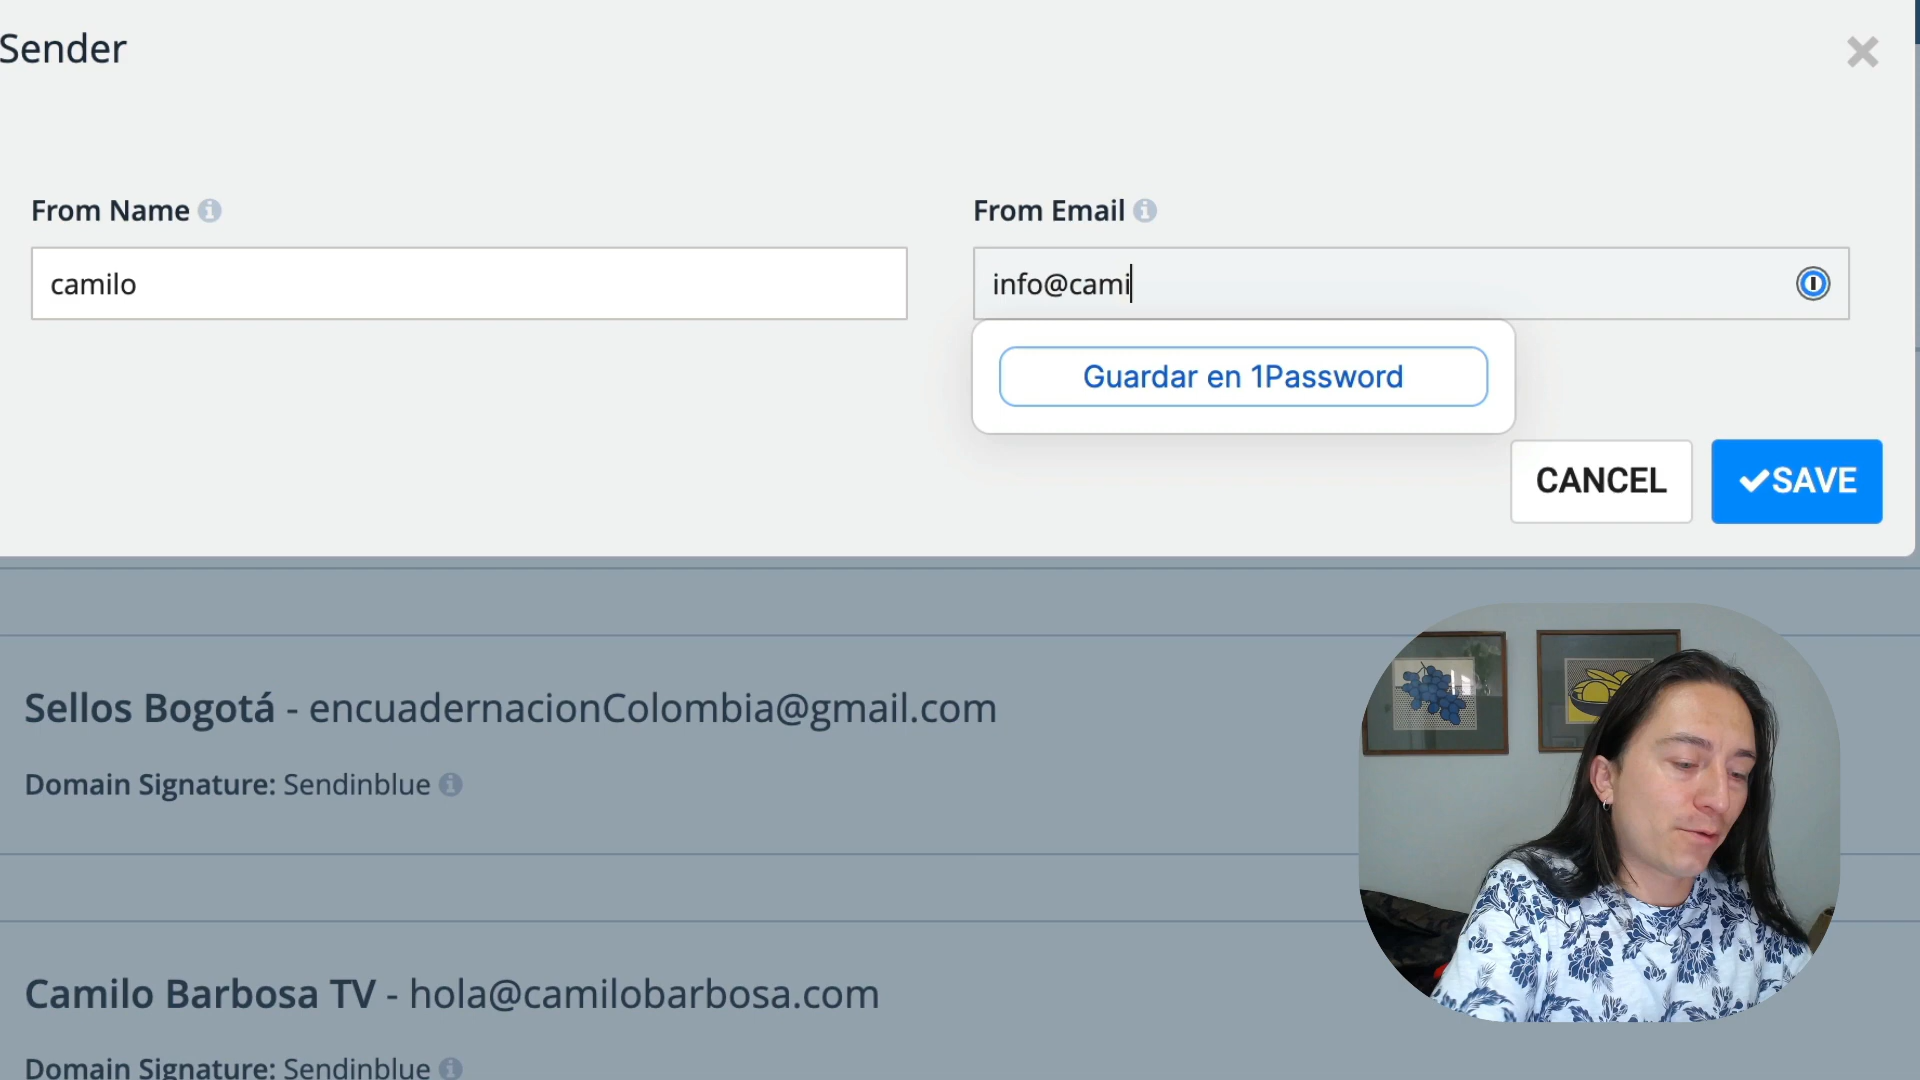 Sender
From Name
From Email
camilo
info@cami
Guardar en 1Password
CANCEL
SAVE
Sellos Bogotá - encuadernacionColombia@gmail.com
Domain Signature: Sendinblue
Camilo Barbosa TV - hola@camilobarbosa.com
Domain Signature: Sendinblue